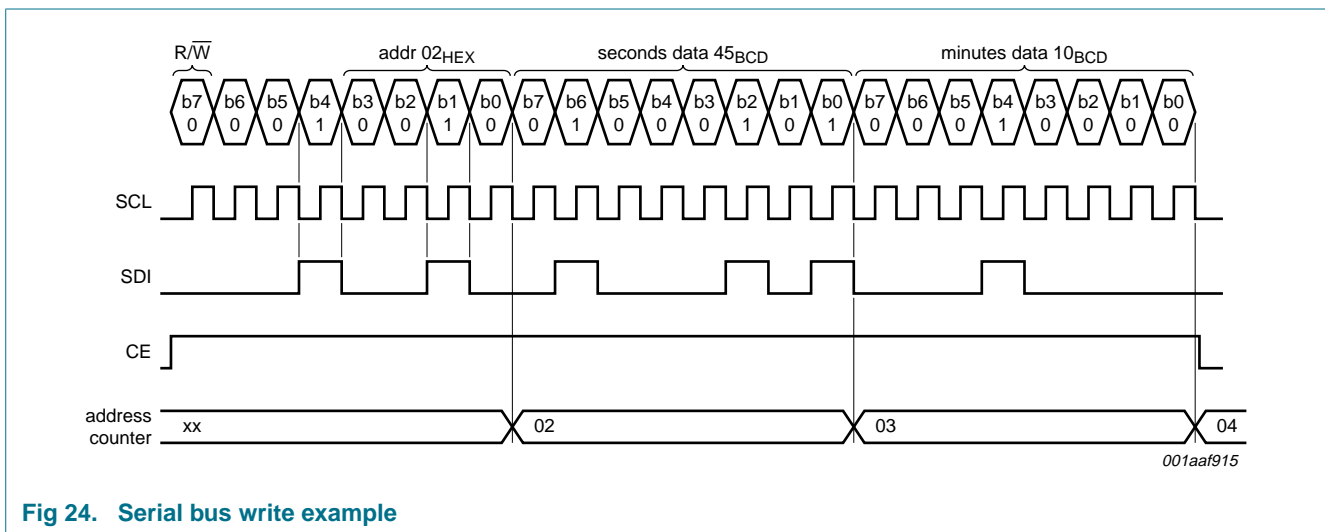 R/W addr 02HEX seconds data 45BCD minutes data 10BCD
b7 b6 b5 b4 b3 b2 b1 b0 b7 b6 b5 b4 b3 b2 b1 b0 b7 b6 b5 b4 b3 b2 b1 b0
0 0 0 1 0 0 1 0 0 1 0 0 0 1 0 1 0 0 0 1 0 0 0 0
SCL
SDI
CE
address
counter
xx 02 03 04
001aaf915
Fig 24. Serial bus write example